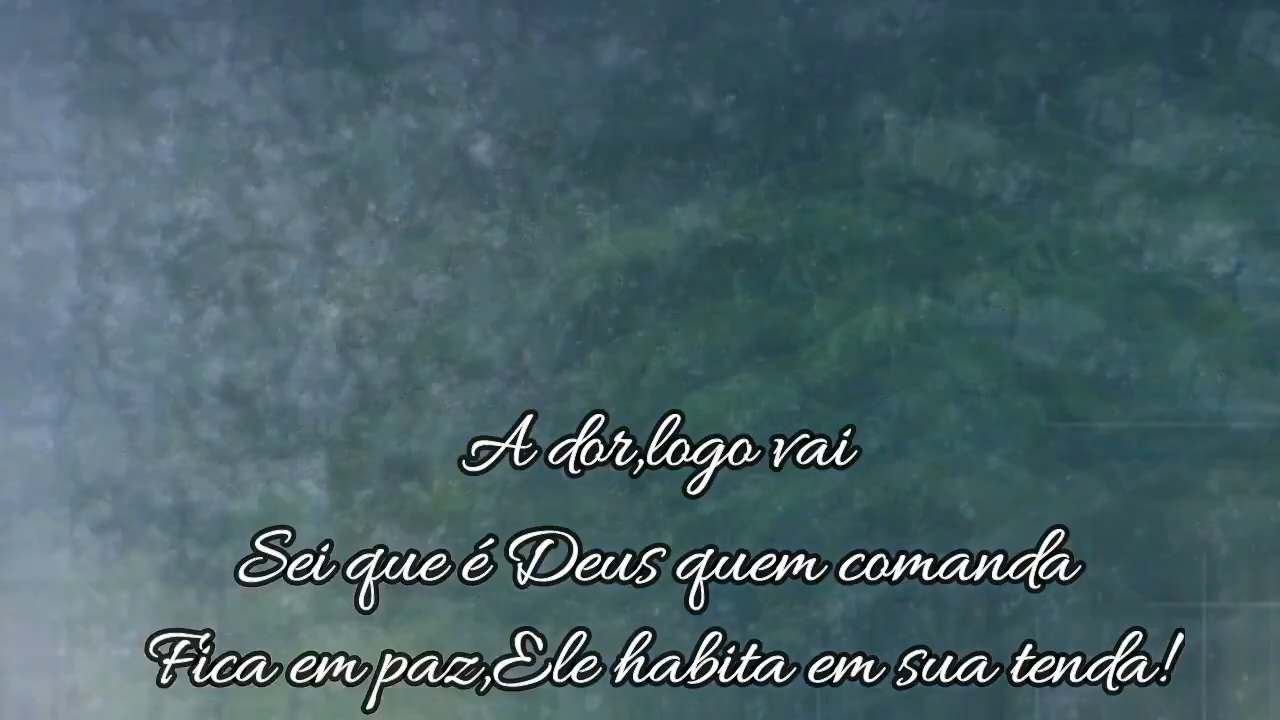 A dor,logo vai
Sei que é Deus quem comanda
Fica em paz,Ele habita em sua tenda!